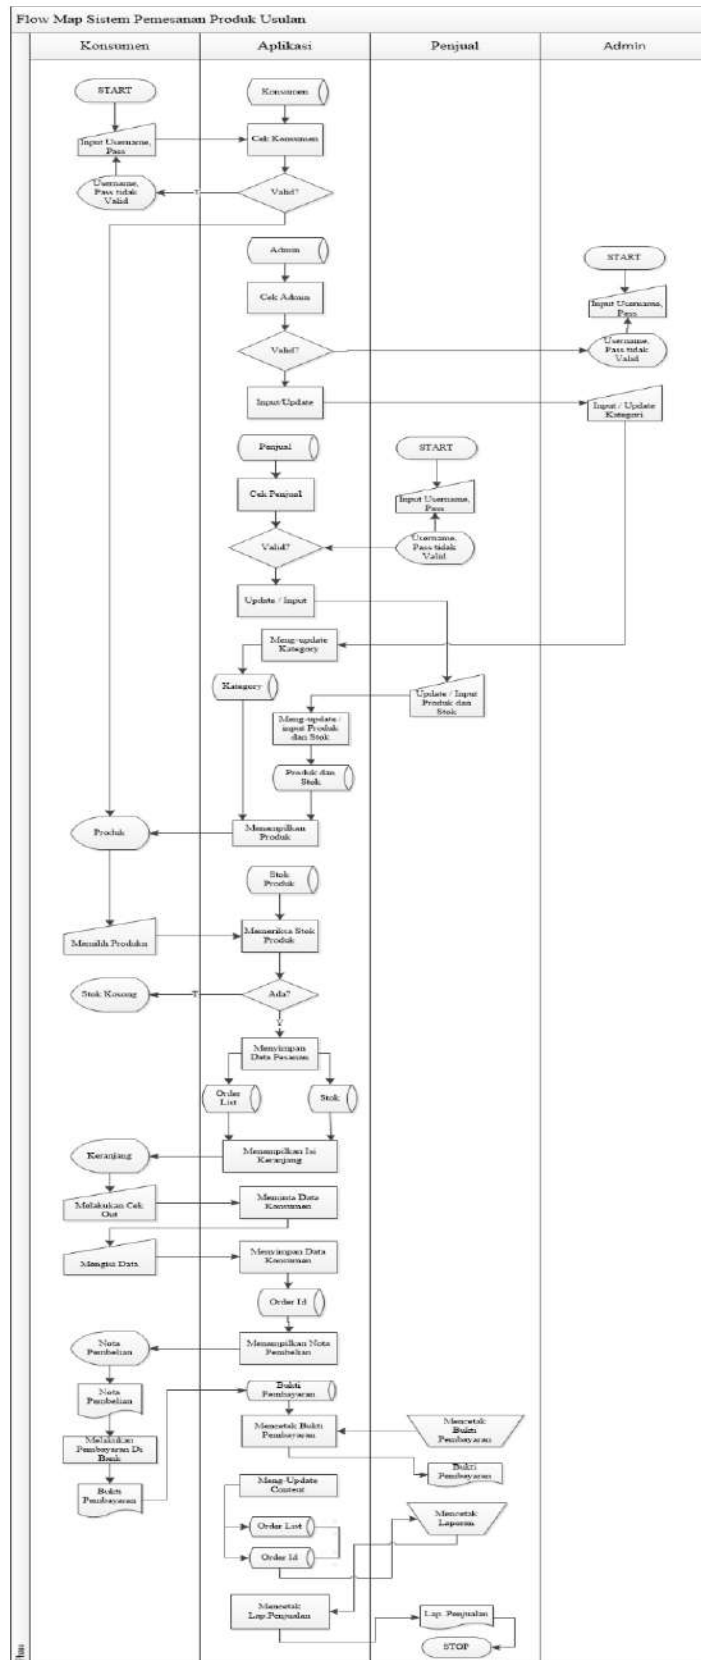 Flow Map Sistem Pemesanan Produk Usulan
Konsumen
Aplikasi
Penjual
Admin
START
Konsumen
Input Username,
Pass
Cek Konsumen
Username,
Pass tidak
Valid
T
Valid?
Admin
START
Cek Admin
Input Username,
Pass
Valid?
Username,
Pass tidak
Valid
Input/Update
Input / Update
Kategori
Penjual
START
Cek Penjual
Input Username,
Pass
Valid?
Username,
Pass tidak
Valid
Update / Input
Meng-update
Kategory
Kategory
Update / Input
Produk dan
Stok
Meng-update /
input Produk
dan Stok
Produk dan
Stok
Produk
Menampilkan
Produk
Stok
Produk
Memilih Produkn
Memeriksa Stok
Produk
Stok Kosong
T
Ada?
Y
Menyimpan
Data Pesanan
Order
List
Stok
Keranjang
Menampilkan Isi
Keranjang
Melakukan Cek
Out
Meminta Data
Konsumen
Mengisi Data
Menyimpan Data
Konsumen
Order Id
Nota
Pembelian
Menampilkan Nota
Pembelian
Nota
Pembelian
Bukti
Pembayaran
Melakukan
Pembayaran Di
Bank
Mencetak Bukti
Pembayaran
Mencetak
Bukti
Pembayaran
Bukti
Pembayaran
Bukti
Pembayaran
Meng-Update
Content
Order List
Mencetak
Laporan
Order Id
Mencetak
Lap.Penjualan
Lap. Penjualan
STOP